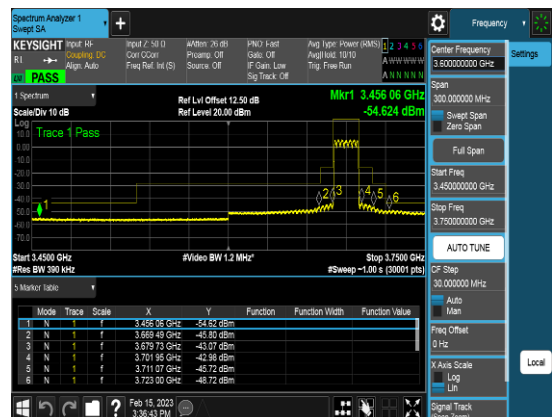 Spectrum Analyzer 1
Swept SA
+
Frequency
KEYSIGHT Input: RF
Coupling: DC
Align: Auto
Input Z: 50 Ω
Corr CCorr
Freq Ref: Int (S)
#Atten: 26 dB
Preamp: Off
Source: Off
PNO: Fast
Gate: Off
IF Gain: Low
Sig Track: Off
Avg Type: Power (RMS)
Avg|Hold: 10/10
Trig: Free Run
1 2 3 4 5 6
A W W W W W
A N N N N N
LU PASS
1 Spectrum
Scale/Div 10 dB
Ref Lvl Offset 12.50 dB
Ref Level 20.00 dBm
Mkr1 3.456 06 GHz
-54.624 dBm
Log
Trace 1 Pass
10.0
0.00
-10.0
-20.0
-30.0
-40.0
-50.0
-60.0
-70.0
1
2
3
4
5
6
Start 3.4500 GHz
#Res BW 390 kHz
#Video BW 1.2 MHz*
Stop 3.7500 GHz
#Sweep ~1.00 s (30001 pts)
5 Marker Table
Mode Trace Scale X Y Function Function Width Function Value
1 N 1 f 3.456 06 GHz -54.62 dBm
2 N 1 f 3.669 49 GHz -45.80 dBm
3 N 1 f 3.679 73 GHz -43.07 dBm
4 N 1 f 3.701 95 GHz -42.98 dBm
5 N 1 f 3.711 07 GHz -45.72 dBm
6 N 1 f 3.723 00 GHz -48.72 dBm
Feb 15, 2023
3:36:43 PM
?
Center Frequency
3.600000000 GHz
Span
300.000000 MHz
Swept Span
Zero Span
Full Span
Start Freq
3.450000000 GHz
Stop Freq
3.750000000 GHz
AUTO TUNE
CF Step
30.000000 MHz
Auto
Man
Freq Offset
0 Hz
X Axis Scale
Log
Lin
Signal Track
(Span Zoom)
Settings
Local